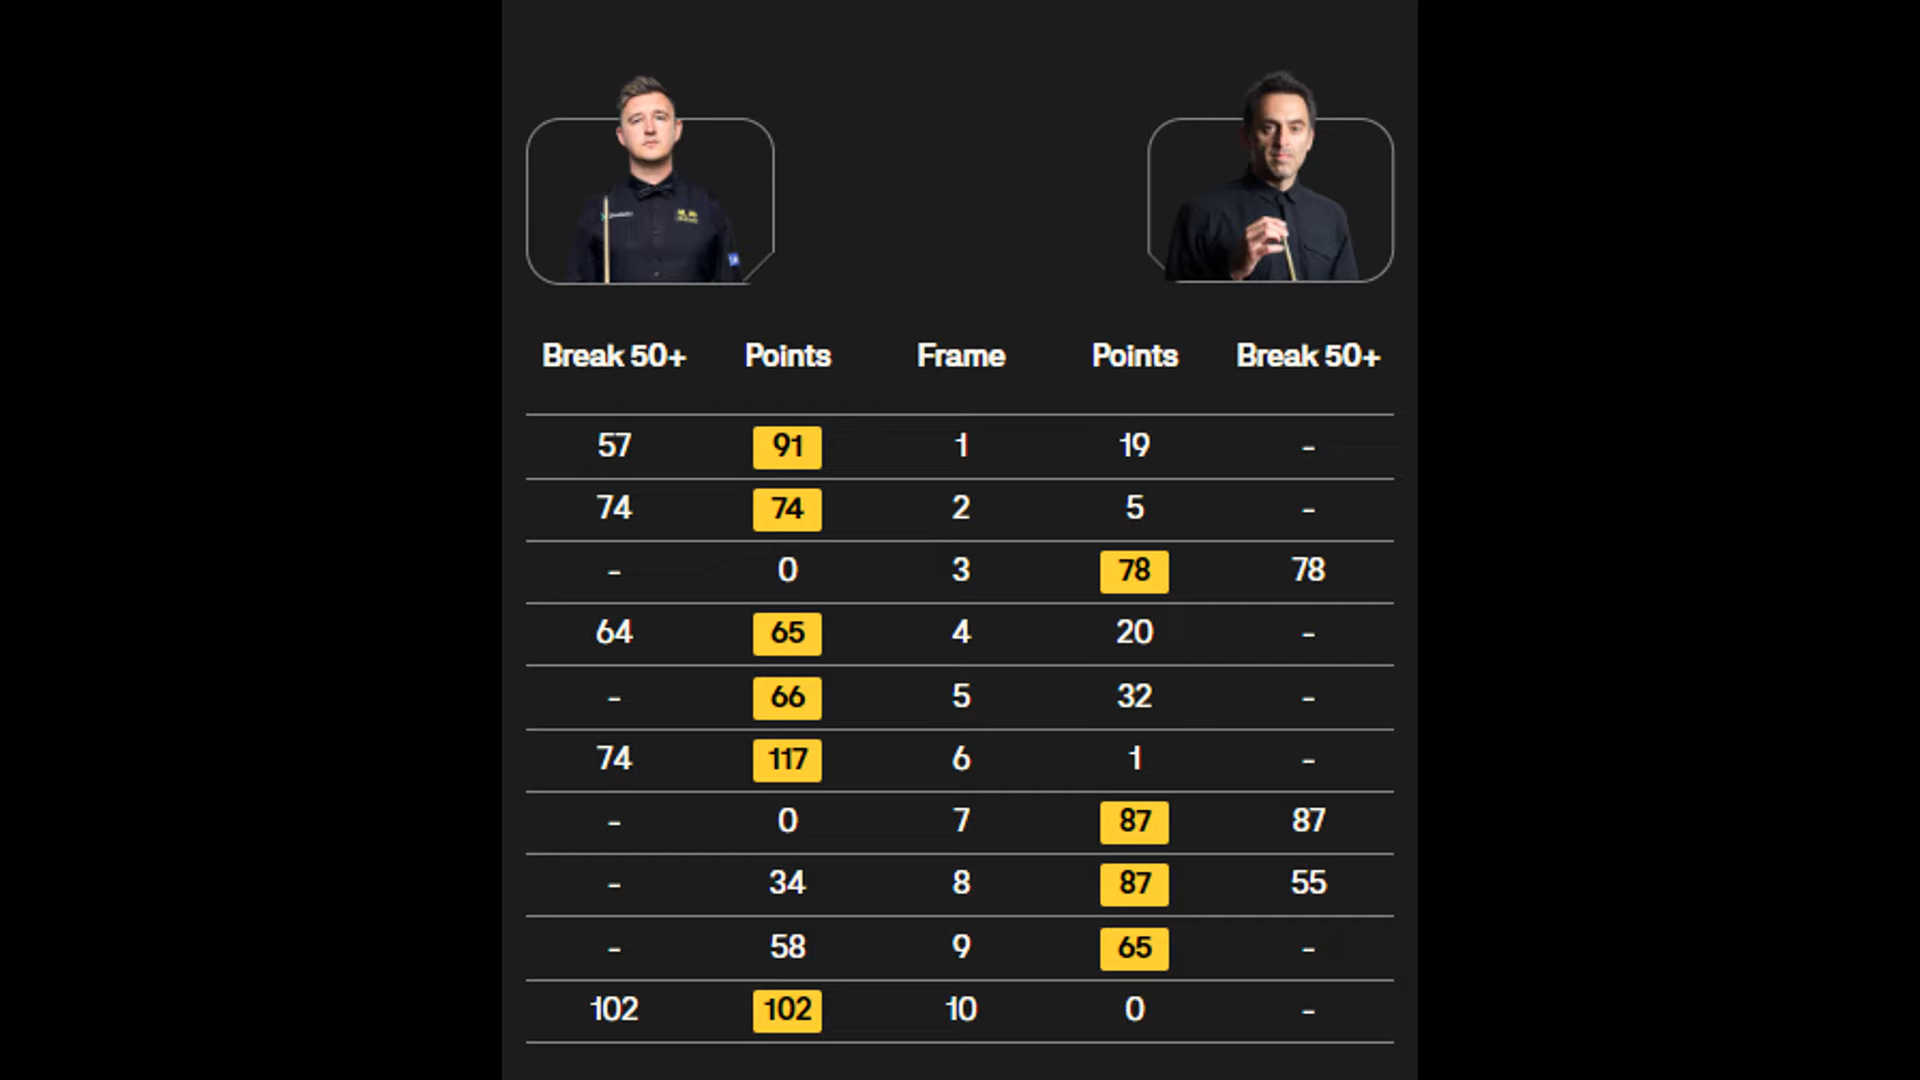 Break 50+ Points Frame Points Break 50+
57 91 1 19 -
74 74 2 5 -
- 0 3 78 78
64 65 4 20 -
- 66 5 32 -
74 117 6 1 -
- 0 7 87 87
- 34 8 87 55
- 58 9 65 -
102 102 10 0 -